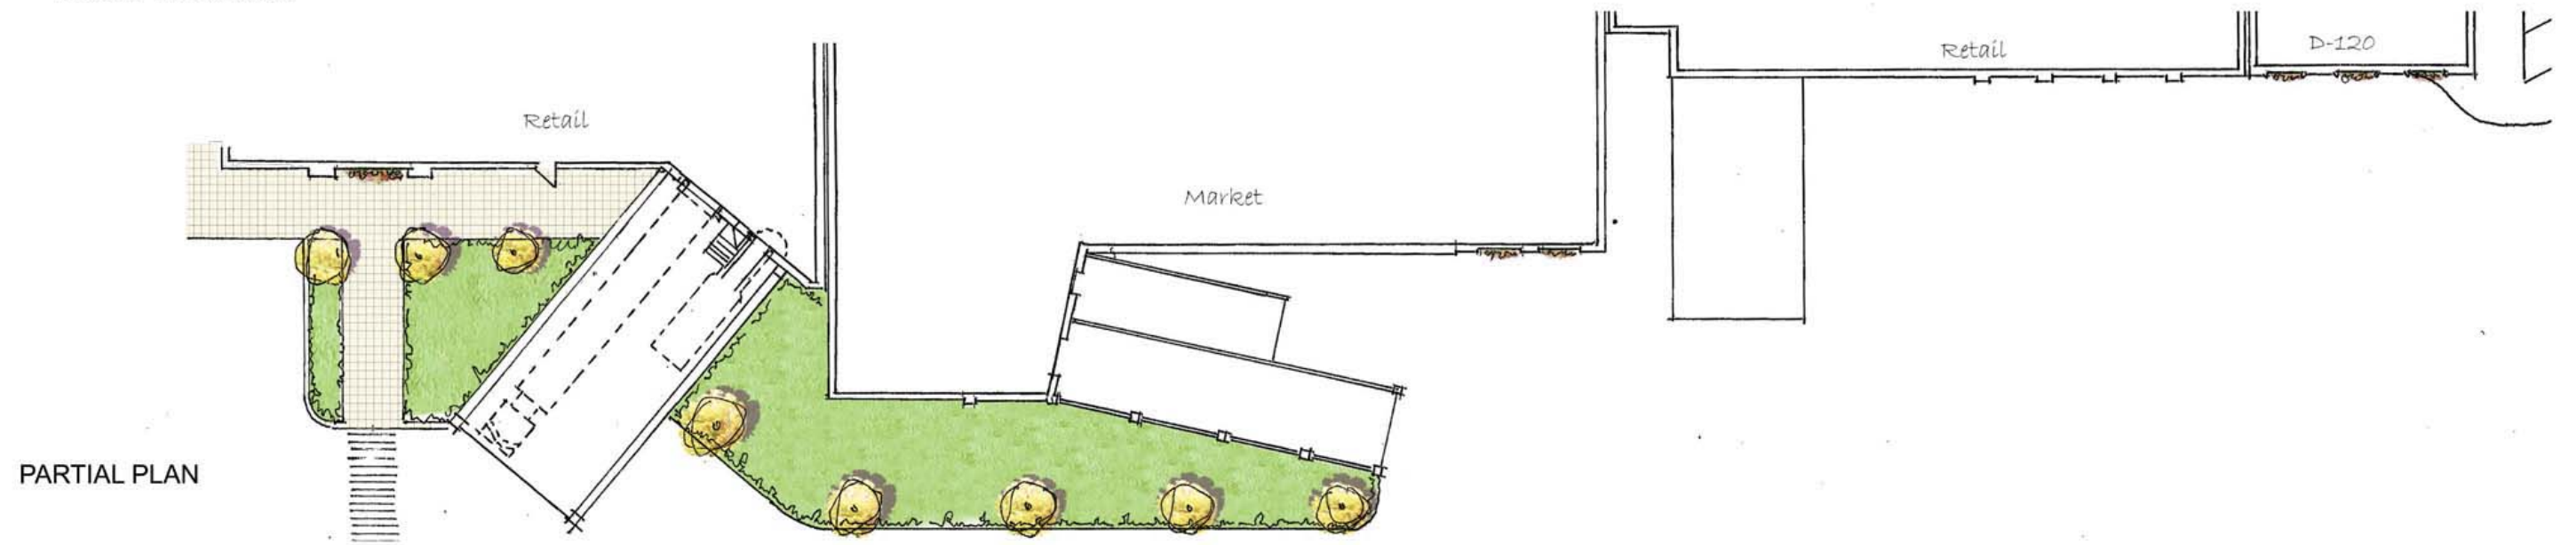 Retail
D-120
Retail
Market
PARTIAL PLAN